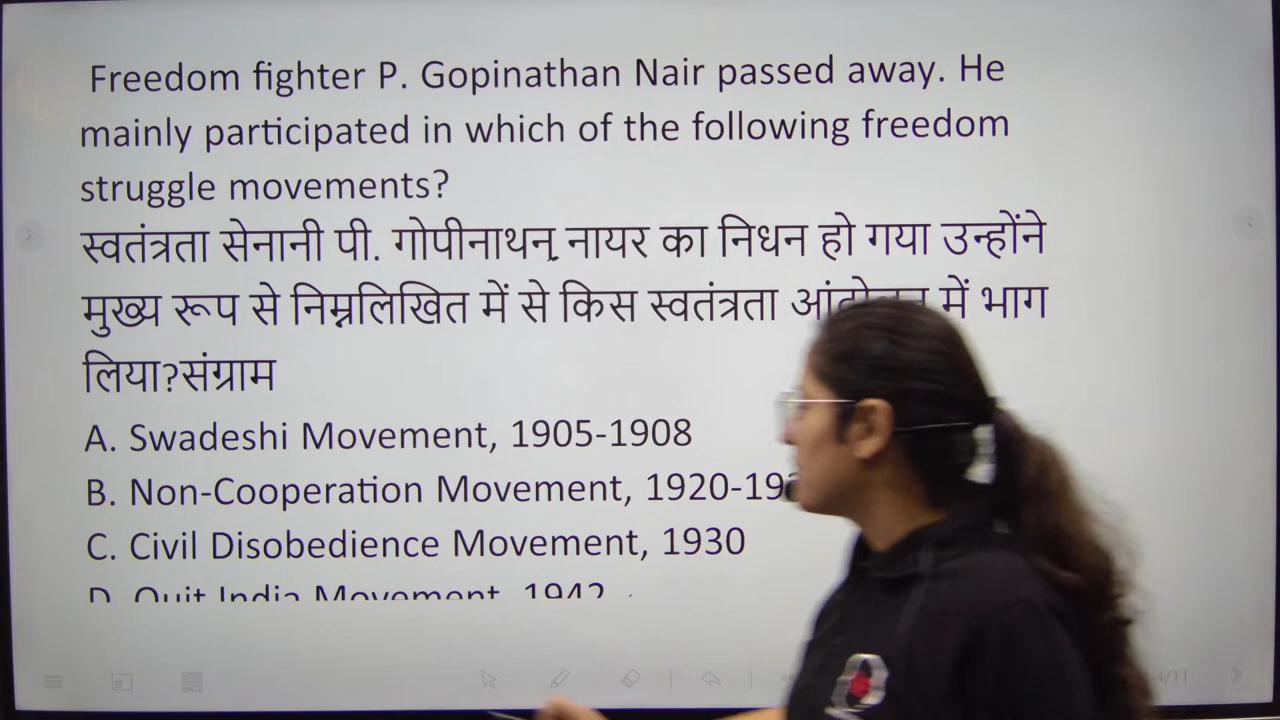 Freedom fighter P. Gopinathan Nair passed away. He
mainly participated in which of the following freedom
struggle movements?
स्वतंत्रता सेनानी पी. गोपीनाथन् नायर का निधन हो गया उन्होंने
मुख्य रूप से निम्नलिखित में से किस स्वतंत्रता में भाग
लिया?संग्राम
A. Swadeshi Movement, 1905-1908
B. Non-Cooperation Movement, 1920-19
C. Civil Disobedience Movement, 1930
D. Quit India Movement, 1942
/11